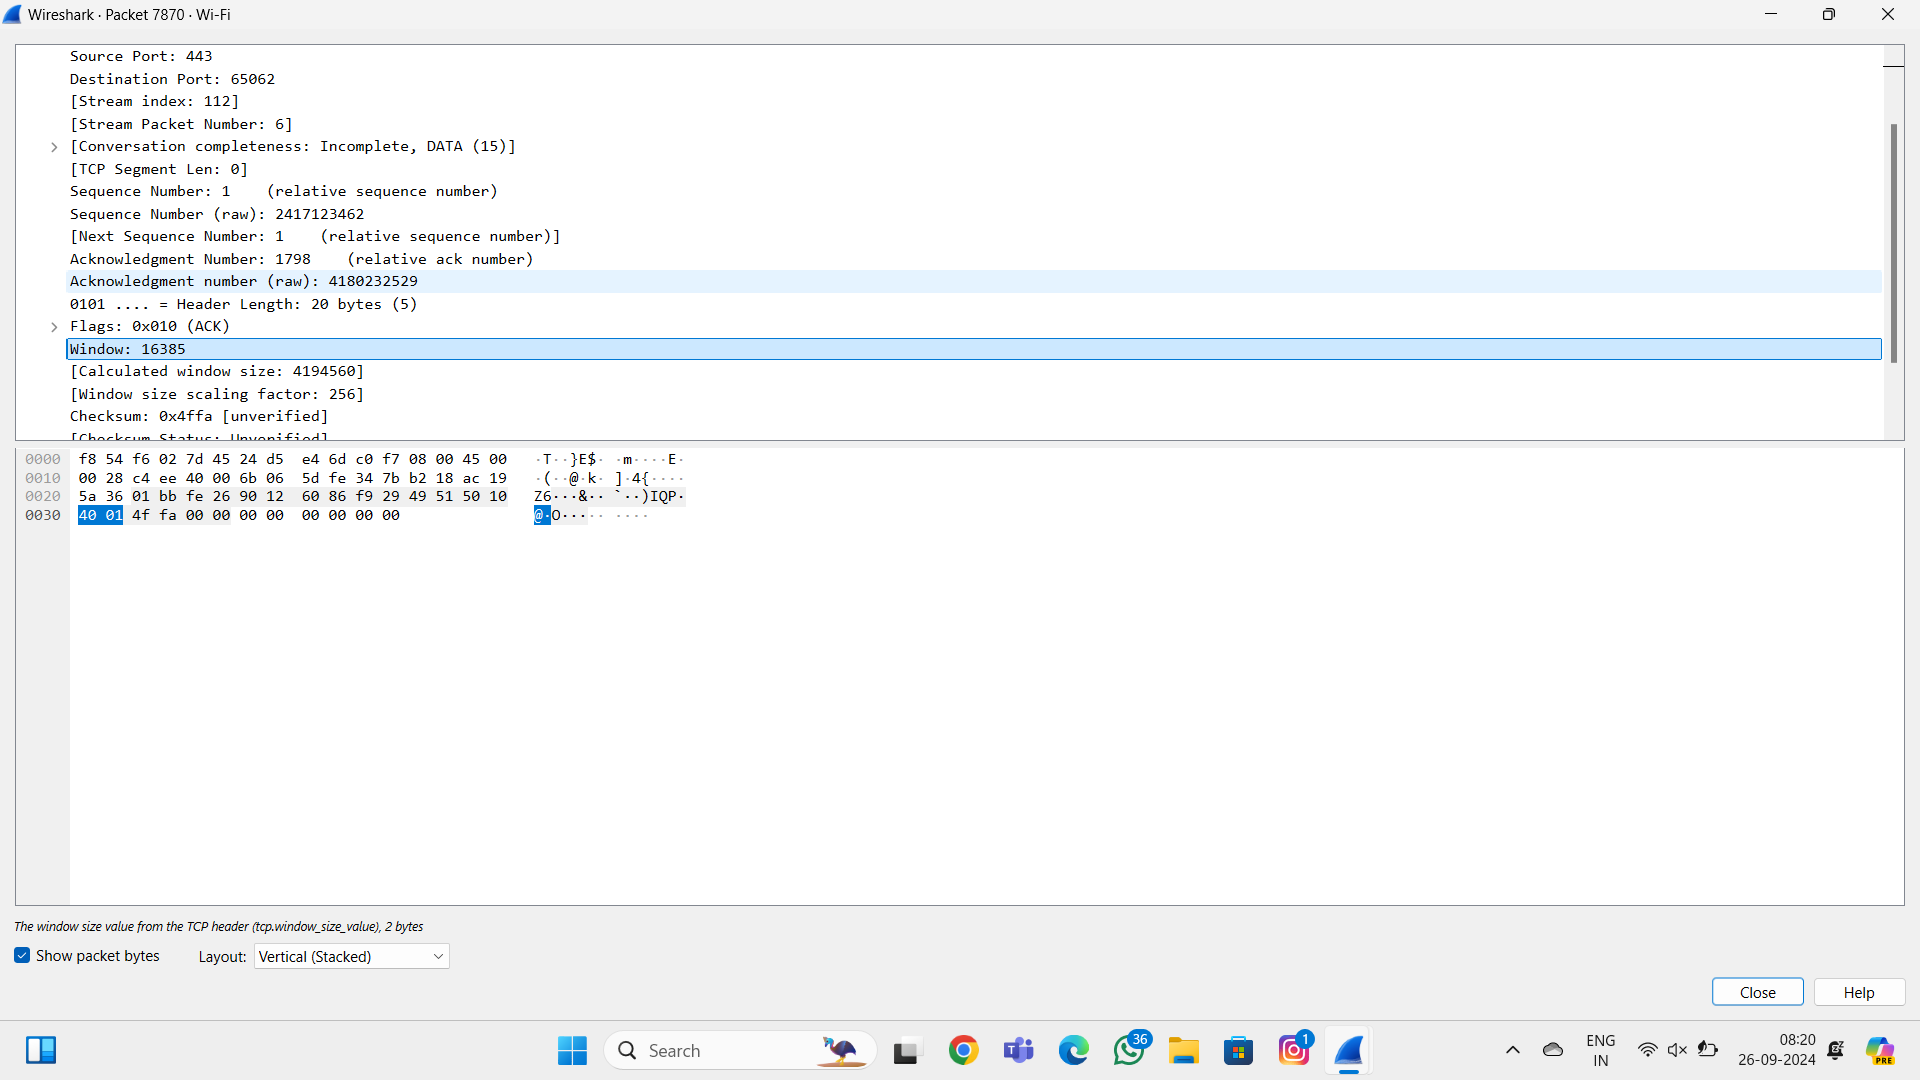 Wireshark · Packet 7870 · Wi-Fi
Source Port: 443
Destination Port: 65062
[Stream index: 112]
[Stream Packet Number: 6]
[Conversation completeness: Incomplete, DATA (15)]
[TCP Segment Len: 0]
Sequence Number: 1    (relative sequence number)
Sequence Number (raw): 2417123462
[Next Sequence Number: 1    (relative sequence number)]
Acknowledgment Number: 1798    (relative ack number)
Acknowledgment number (raw): 4180232529
0101 .... = Header Length: 20 bytes (5)
Flags: 0x010 (ACK)
Window: 16385
[Calculated window size: 4194560]
[Window size scaling factor: 256]
Checksum: 0x4ffa [unverified]
[Checksum Status: Unverified]
0000  f8 54 f6 02 7d 45 24 d5  e4 6d c0 f7 08 00 45 00  ·T··}E$· ·m····E·
0010  00 28 c4 ee 40 00 6b 06  5d fe 34 7b b2 18 ac 19  ·(··@·k· ]·4{····
0020  5a 36 01 bb fe 26 90 12  60 86 f9 29 49 51 50 10  Z6···&·· `··)IQP·
0030  40 01 4f fa 00 00 00 00  00 00 00 00  @·O····· ····
The window size value from the TCP header (tcp.window_size_value), 2 bytes
Show packet bytes Layout: Vertical (Stacked)
Close Help
Search
36
1
ENG
IN
08:20
26-09-2024
PRE